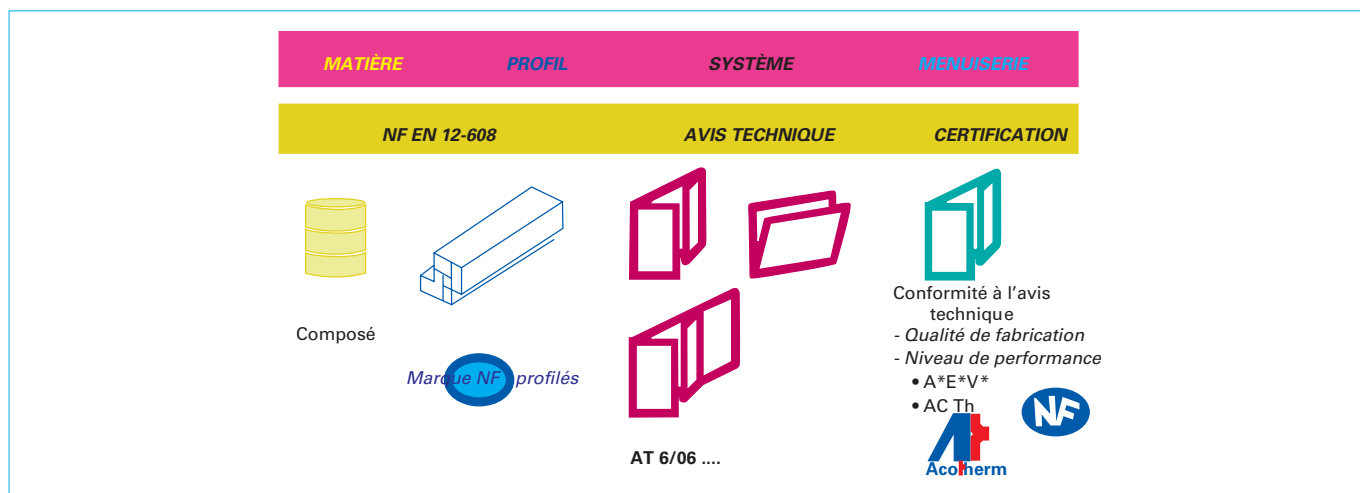 MATIÈRE PROFIL SYSTÈME MENUISERIE
NF EN 12-608 AVIS TECHNIQUE CERTIFICATION
Composé
Marque NF profilés
AT 6/06 ....
Conformité à l’avis
technique
- Qualité de fabrication
- Niveau de performance
• A*E*V*
• AC Th
NF
Acotherm